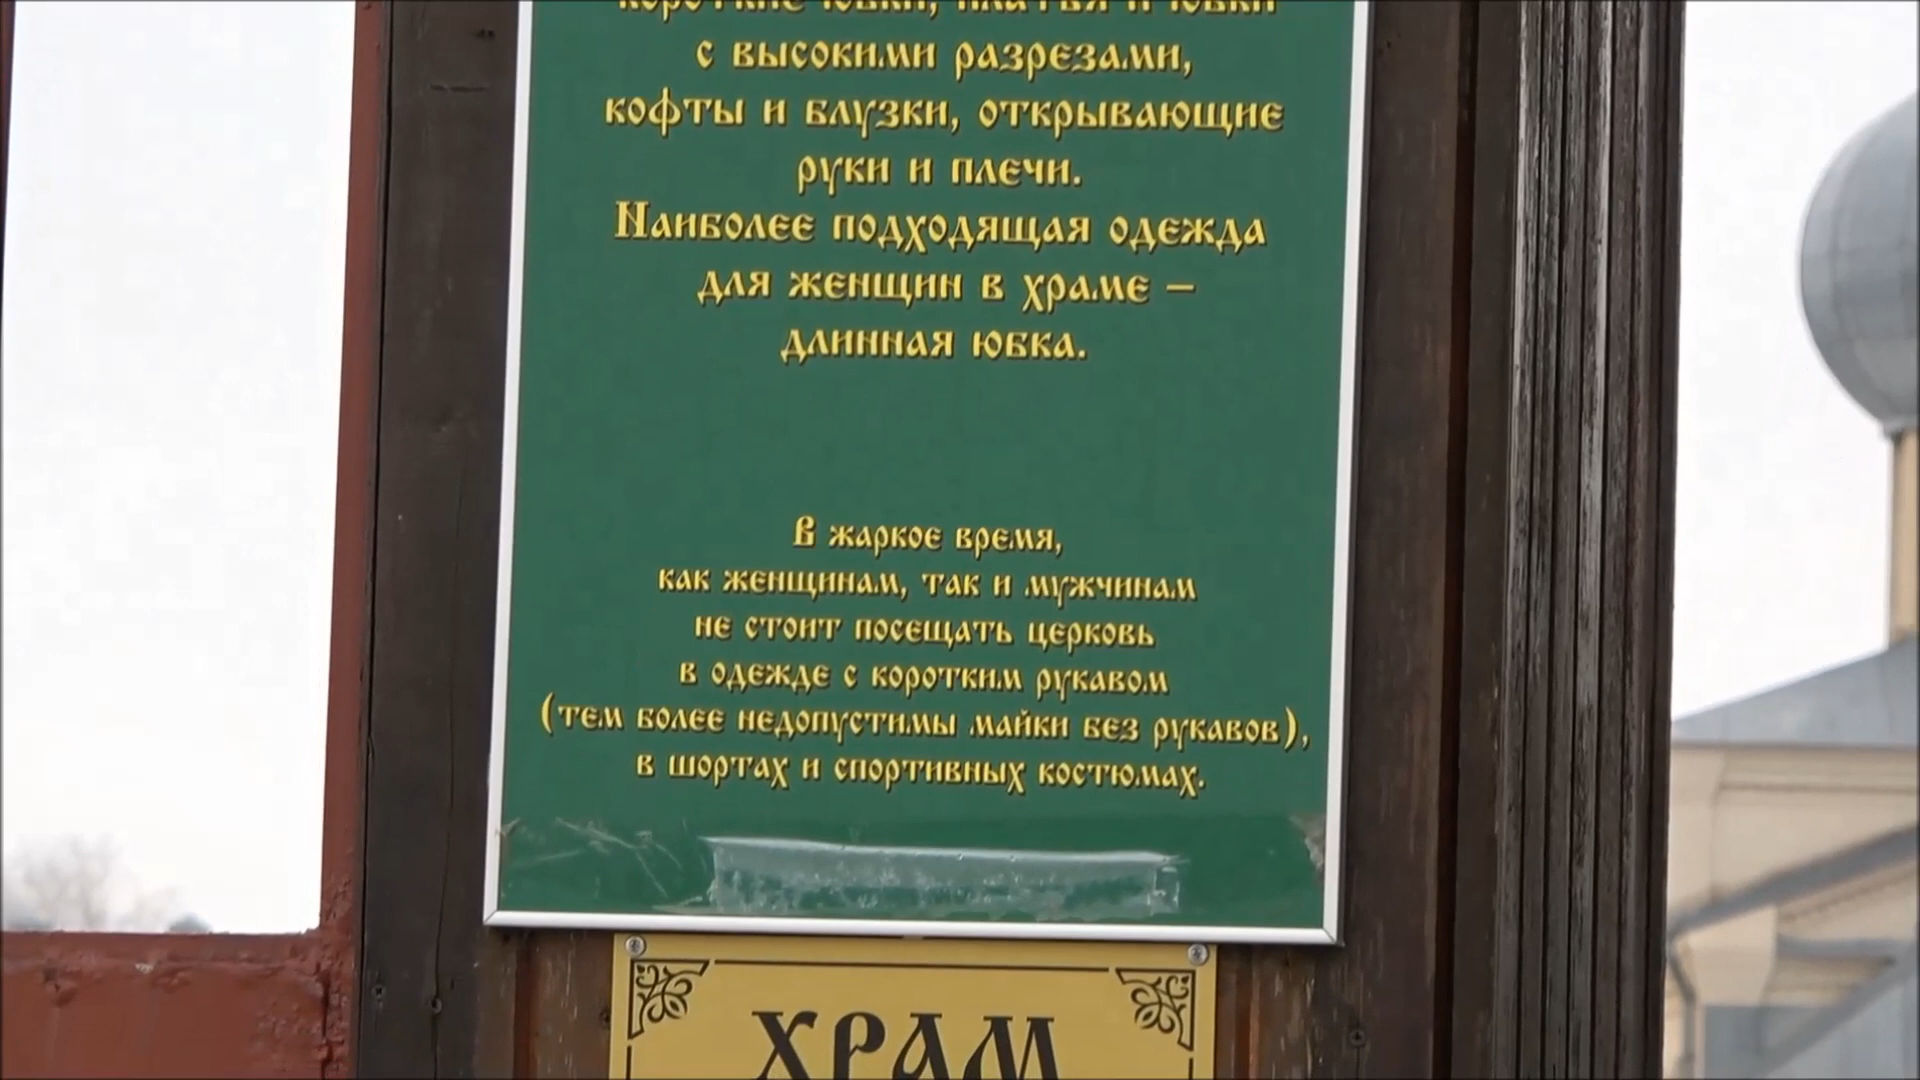 короткие юбки, платья и юбки
с высокими разрезами,
кофты и блузки, открывающие
руки и плечи.
Наиболее подходящая одежда
для женщин в храме –
длинная юбка.
В жаркое время,
как женщинам, так и мужчинам
не стоит посещать церковь
в одежде с коротким рукавом
(тем более недопустимы майки без рукавов),
в шортах и спортивных костюмах.
ХРАМ